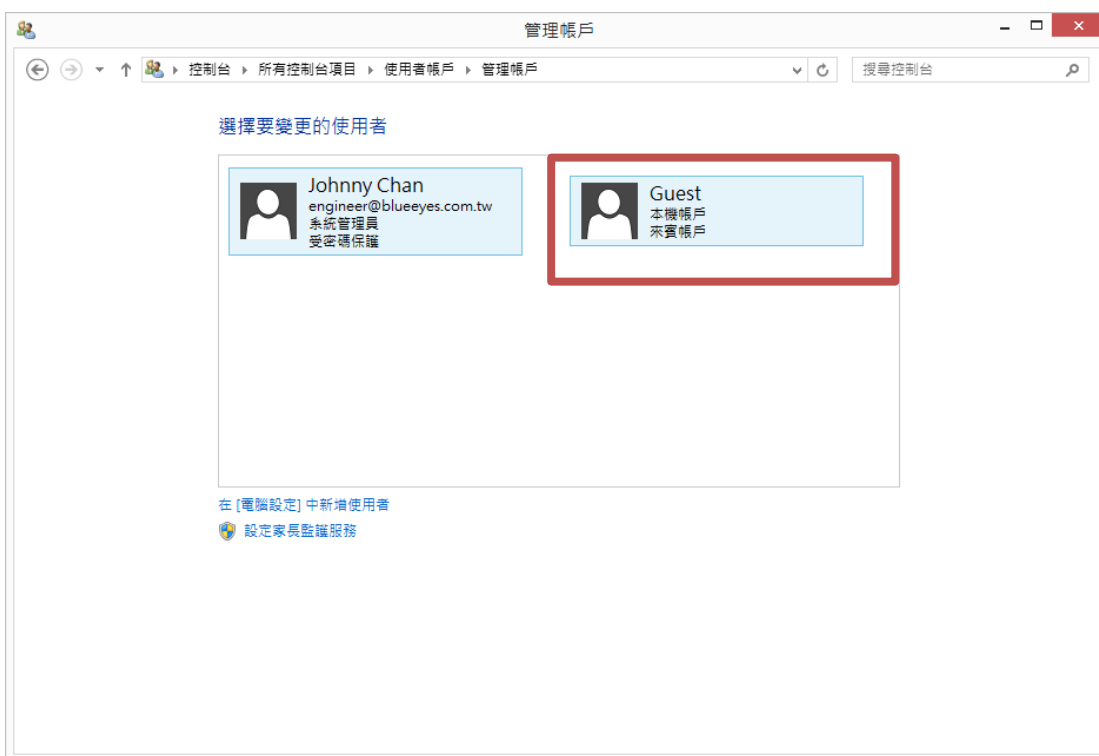 管理帳戶
控制台 所有控制台項目 使用者帳戶 管理帳戶
搜尋控制台
選擇要變更的使用者
Johnny Chan
engineer@blueeyes.com.tw
系統管理員
受密碼保護
Guest
本機帳戶
來賓帳戶
在 [電腦設定] 中新增使用者
設定家長監護服務